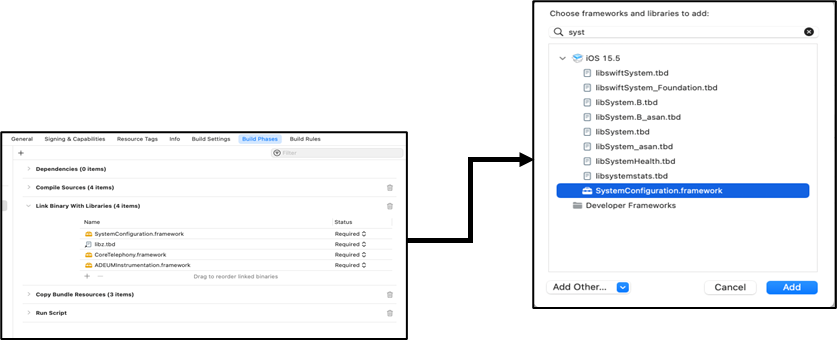 General Signing & Capabilities Resource Tags Info Build Settings Build Phases Build Rules
+ Filter
Dependencies (0 items)
Compile Sources (4 items)
Link Binary With Libraries (4 items)
Name Status
SystemConfiguration.framework Required
libz.tbd Required
CoreTelephony.framework Required
ADEUMInstrumentation.framework Required
+ − Drag to reorder linked binaries
Copy Bundle Resources (3 items)
Run Script
Choose frameworks and libraries to add:
syst
iOS 15.5
libswiftSystem.tbd
libswiftSystem_Foundation.tbd
libSystem.B.tbd
libSystem.B_asan.tbd
libSystem.tbd
libSystem_asan.tbd
libSystemHealth.tbd
libsystemstats.tbd
SystemConfiguration.framework
Developer Frameworks
Add Other... Cancel Add